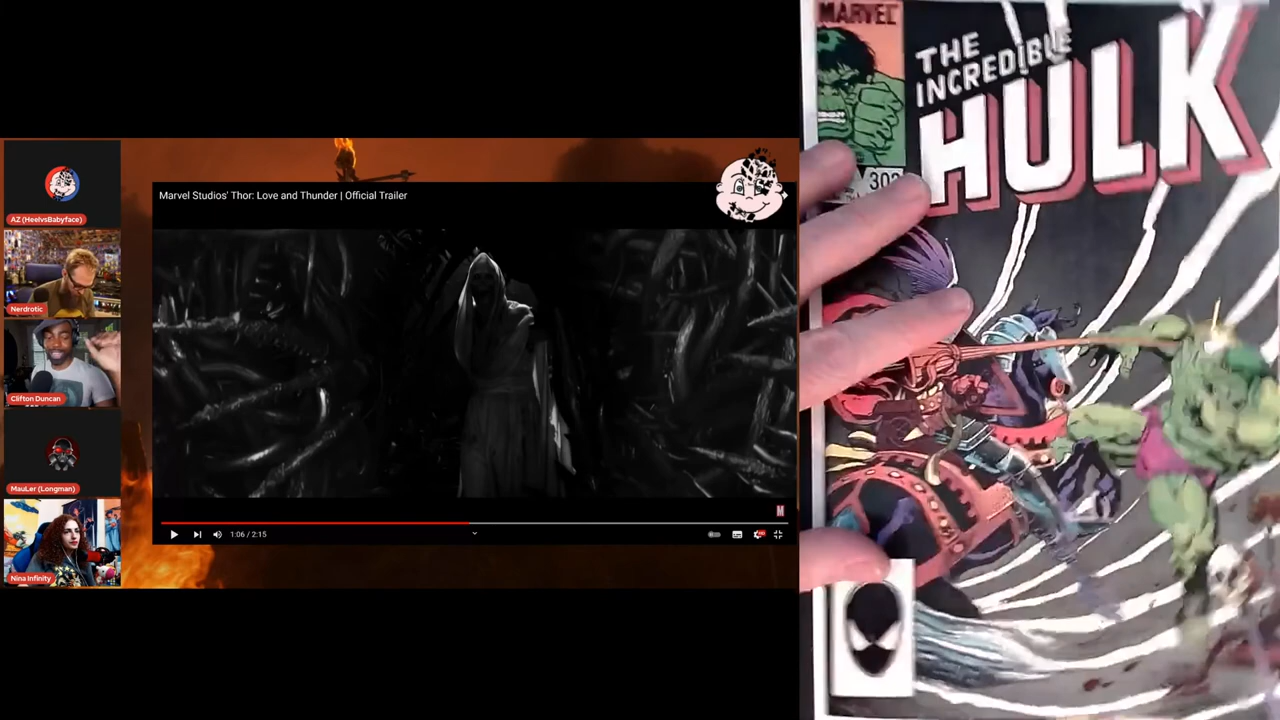 AZ (HeelvsBabyface)
Nerdrotic
Clifton Duncan
MauLer (Longman)
Nina Infinity
Marvel Studios' Thor: Love and Thunder | Official Trailer
1:06 / 2:15
MARVEL
THE
INCREDIBLE
HULK